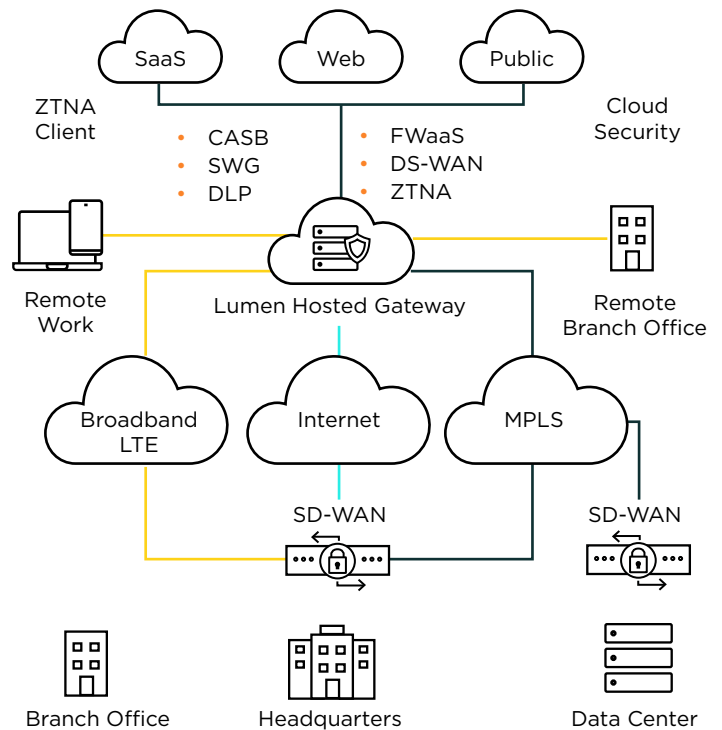 SaaS
Web
Public
ZTNA
Client
Cloud
Security
• CASB
• SWG
• DLP
• FWaaS
• DS-WAN
• ZTNA
Remote
Work
Lumen Hosted Gateway
Remote
Branch Office
Broadband
LTE
Internet
MPLS
SD-WAN
SD-WAN
Branch Office
Headquarters
Data Center